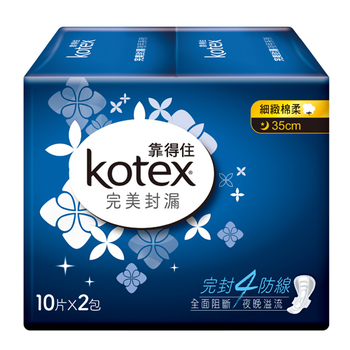 細緻棉柔
35cm
靠得住
kotex®
完美封漏
完封4防線
全面阻斷 夜晚溢流
10片x2包